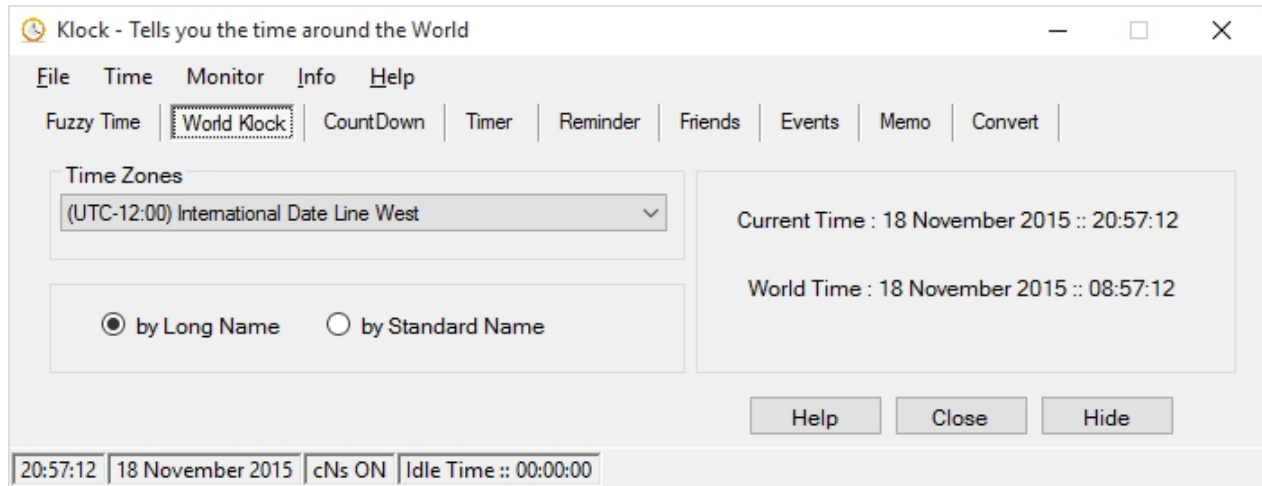 Klock - Tells you the time around the World
File Time Monitor Info Help
Fuzzy Time World Klock CountDown Timer Reminder Friends Events Memo Convert
Time Zones
(UTC-12:00) International Date Line West
Current Time : 18 November 2015 :: 20:57:12
World Time : 18 November 2015 :: 08:57:12
by Long Name by Standard Name
Help Close Hide
20:57:12 18 November 2015 cNs ON Idle Time :: 00:00:00